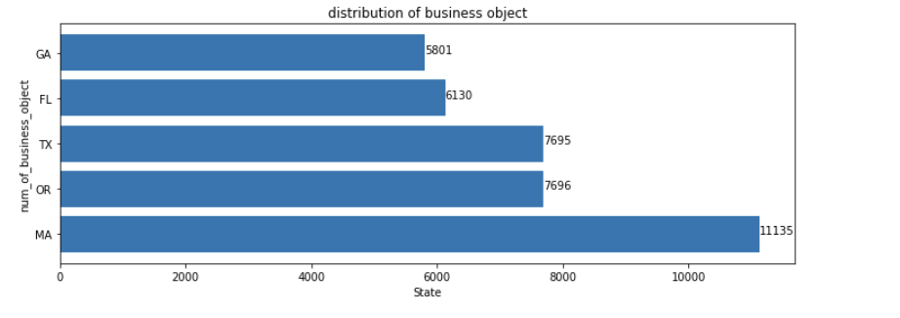 distribution of business object
num_of_business_object
GA
5801
FL
6130
TX
7695
OR
7696
MA
11135
0 2000 4000 6000 8000 10000
State